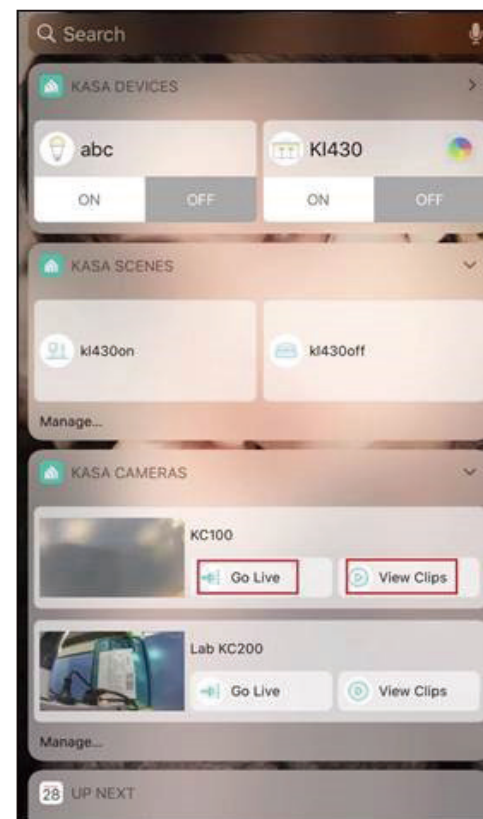 Search
KASA DEVICES
abc
KI430
ON OFF ON OFF
KASA SCENES
kl430on kl430off
Manage...
KASA CAMERAS
KC100
Go Live View Clips
Lab KC200
Go Live View Clips
Manage...
28 UP NEXT